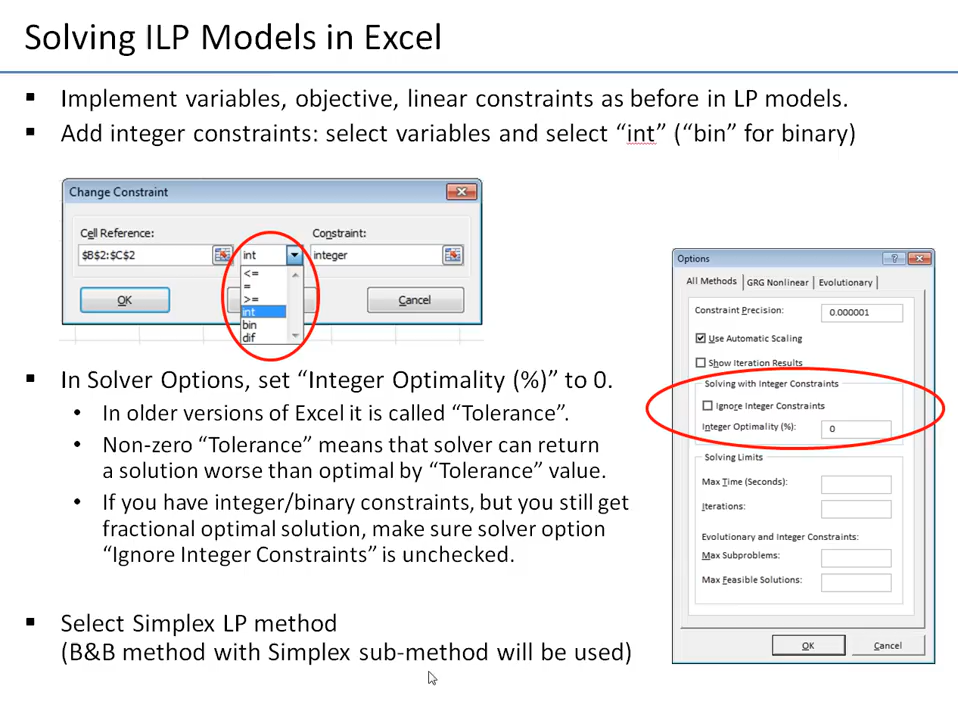 Solving ILP Models in Excel
▪ Implement variables, objective, linear constraints as before in LP models.
▪ Add integer constraints: select variables and select “int” (“bin” for binary)
Change Constraint
Cell Reference:
Constraint:
$B$2:$C$2
int
integer
<=
=
>=
int
bin
dif
OK
Cancel
▪ In Solver Options, set “Integer Optimality (%)” to 0.
• In older versions of Excel it is called “Tolerance”.
• Non-zero “Tolerance” means that solver can return
a solution worse than optimal by “Tolerance” value.
• If you have integer/binary constraints, but you still get
fractional optimal solution, make sure solver option
“Ignore Integer Constraints” is unchecked.
▪ Select Simplex LP method
(B&B method with Simplex sub-method will be used)
Options
All Methods GRG Nonlinear Evolutionary
Constraint Precision: 0.000001
Use Automatic Scaling
Show Iteration Results
Solving with Integer Constraints
Ignore Integer Constraints
Integer Optimality (%): 0
Solving Limits
Max Time (Seconds):
Iterations:
Evolutionary and Integer Constraints:
Max Subproblems:
Max Feasible Solutions:
OK Cancel